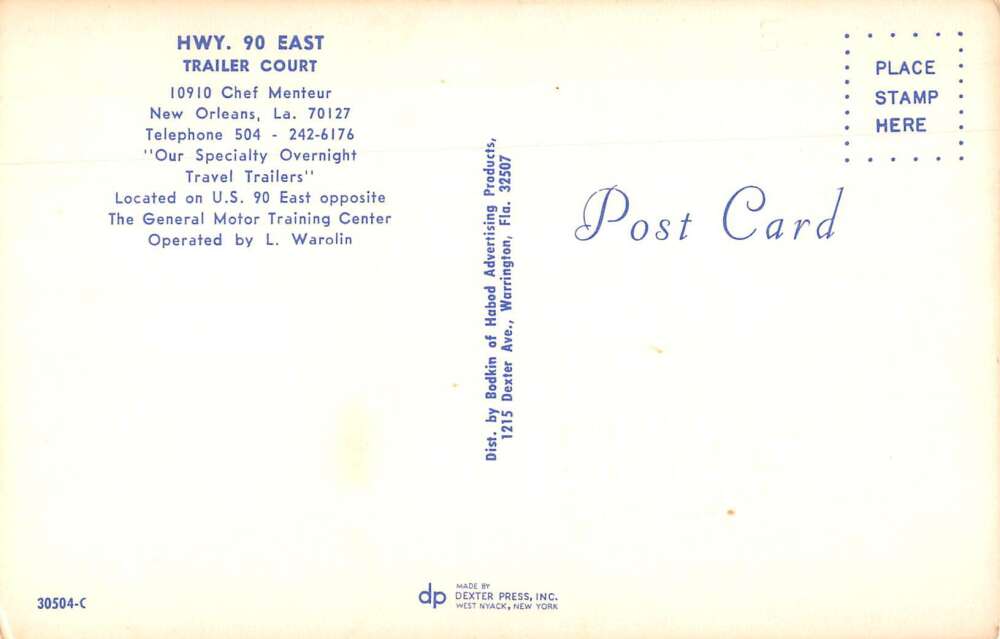 HWY. 90 EAST
TRAILER COURT
10910 Chef Menteur
New Orleans, La. 70127
Telephone 504 - 242-6176
"Our Specialty Overnight
Travel Trailers"
Located on U.S. 90 East opposite
The General Motor Training Center
Operated by L. Warolin
Dist. by Bodkin of Habod Advertising Products,
1215 Dexter Ave., Warrington, Fla. 32507
PLACE
STAMP
HERE
Post Card
30504-C
dp
MADE BY
DEXTER PRESS, INC.
WEST NYACK, NEW YORK